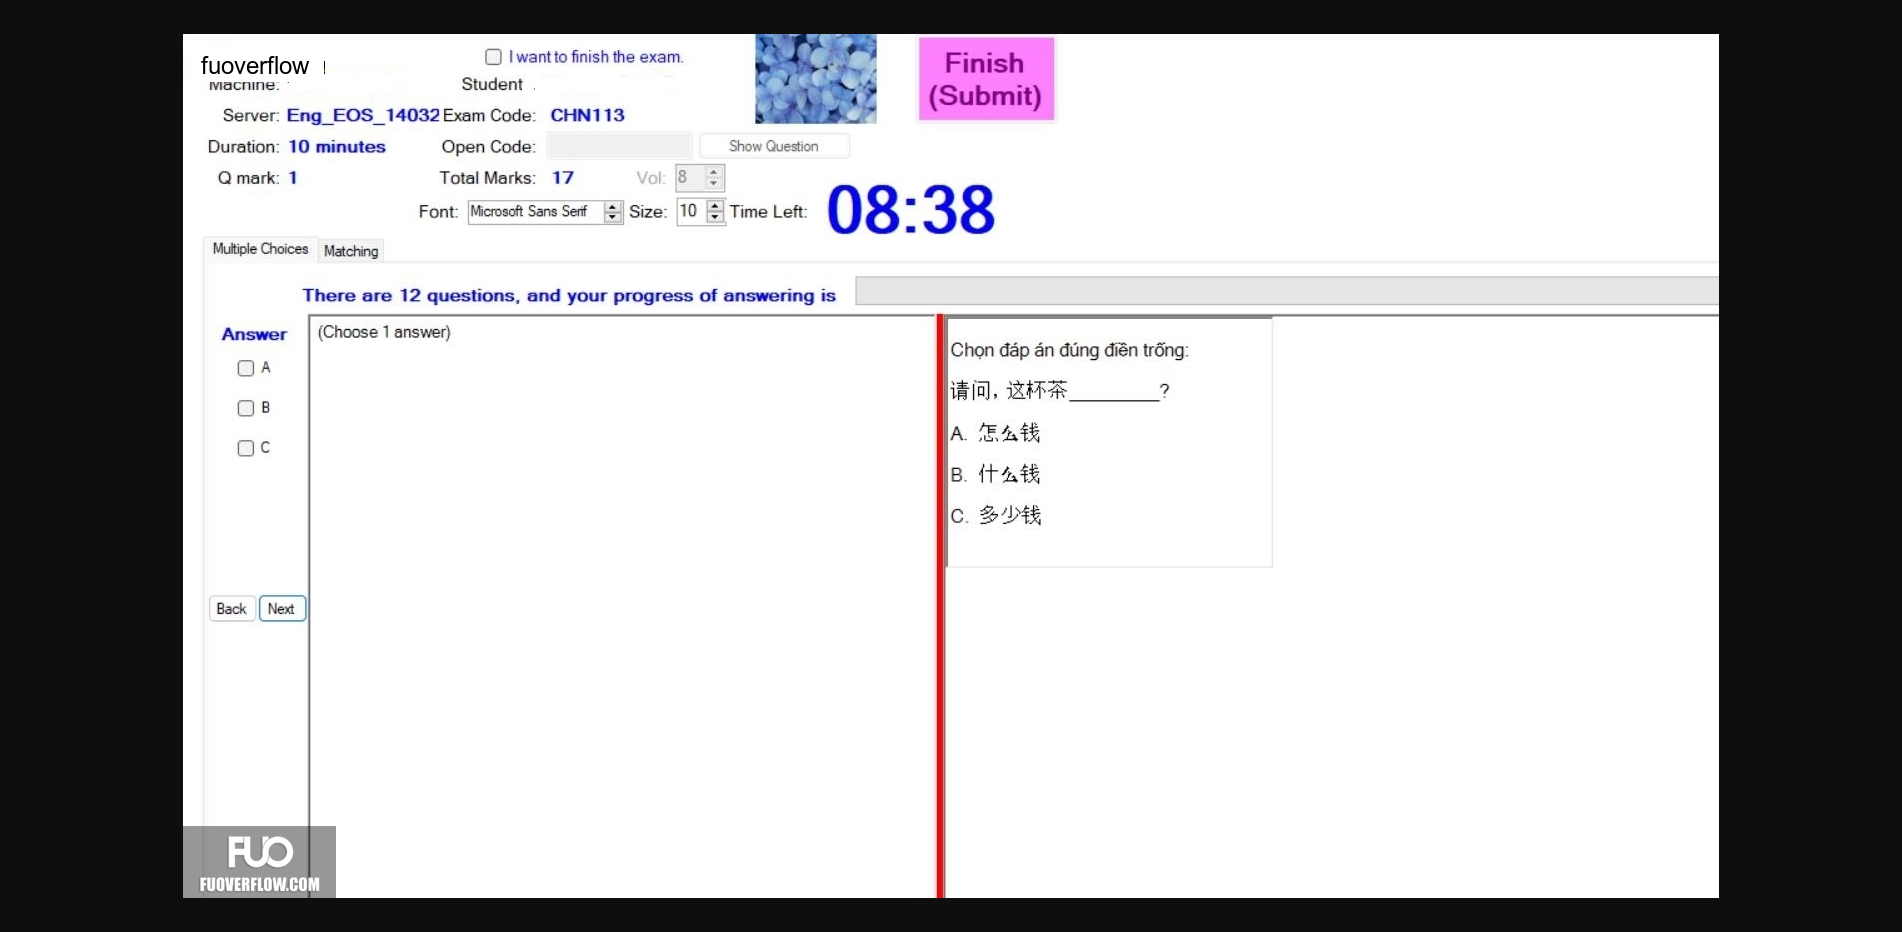 fuoverflow
I want to finish the exam.
Finish
(Submit)
Machine:
Student
Server: Eng_EOS_14032 Exam Code: CHN113
Duration: 10 minutes Open Code: Show Question
Q mark: 1 Total Marks: 17 Vol: 8
Font: Microsoft Sans Serif Size: 10 Time Left: 08:38
Multiple Choices Matching
There are 12 questions, and your progress of answering is
Answer
A
B
C
Back Next
(Choose 1 answer)
Chọn đáp án đúng điền trống:
请问, 这杯茶_________?
A. 怎么钱
B. 什么钱
C. 多少钱
FUO
FUOVERFLOW.COM